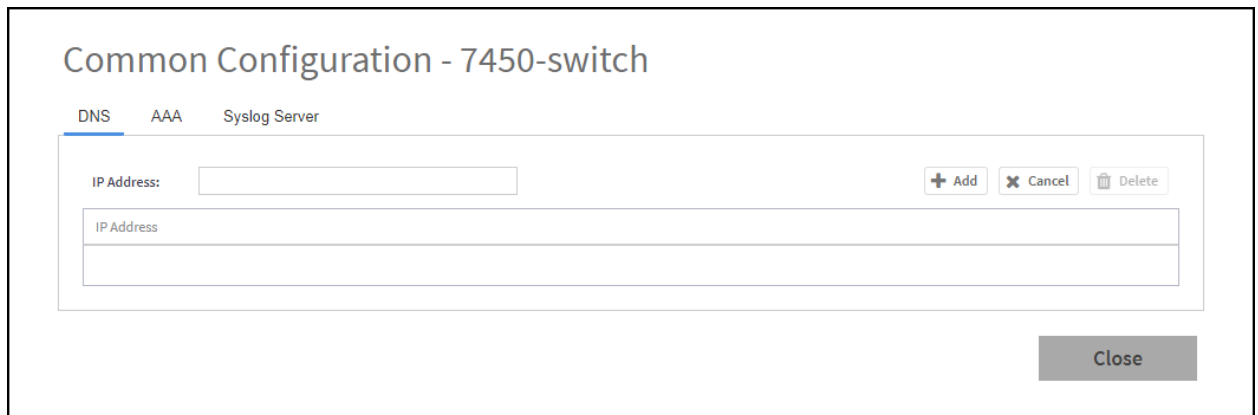 Common Configuration - 7450-switch
DNS AAA Syslog Server
IP Address: Add Cancel Delete
IP Address
Close